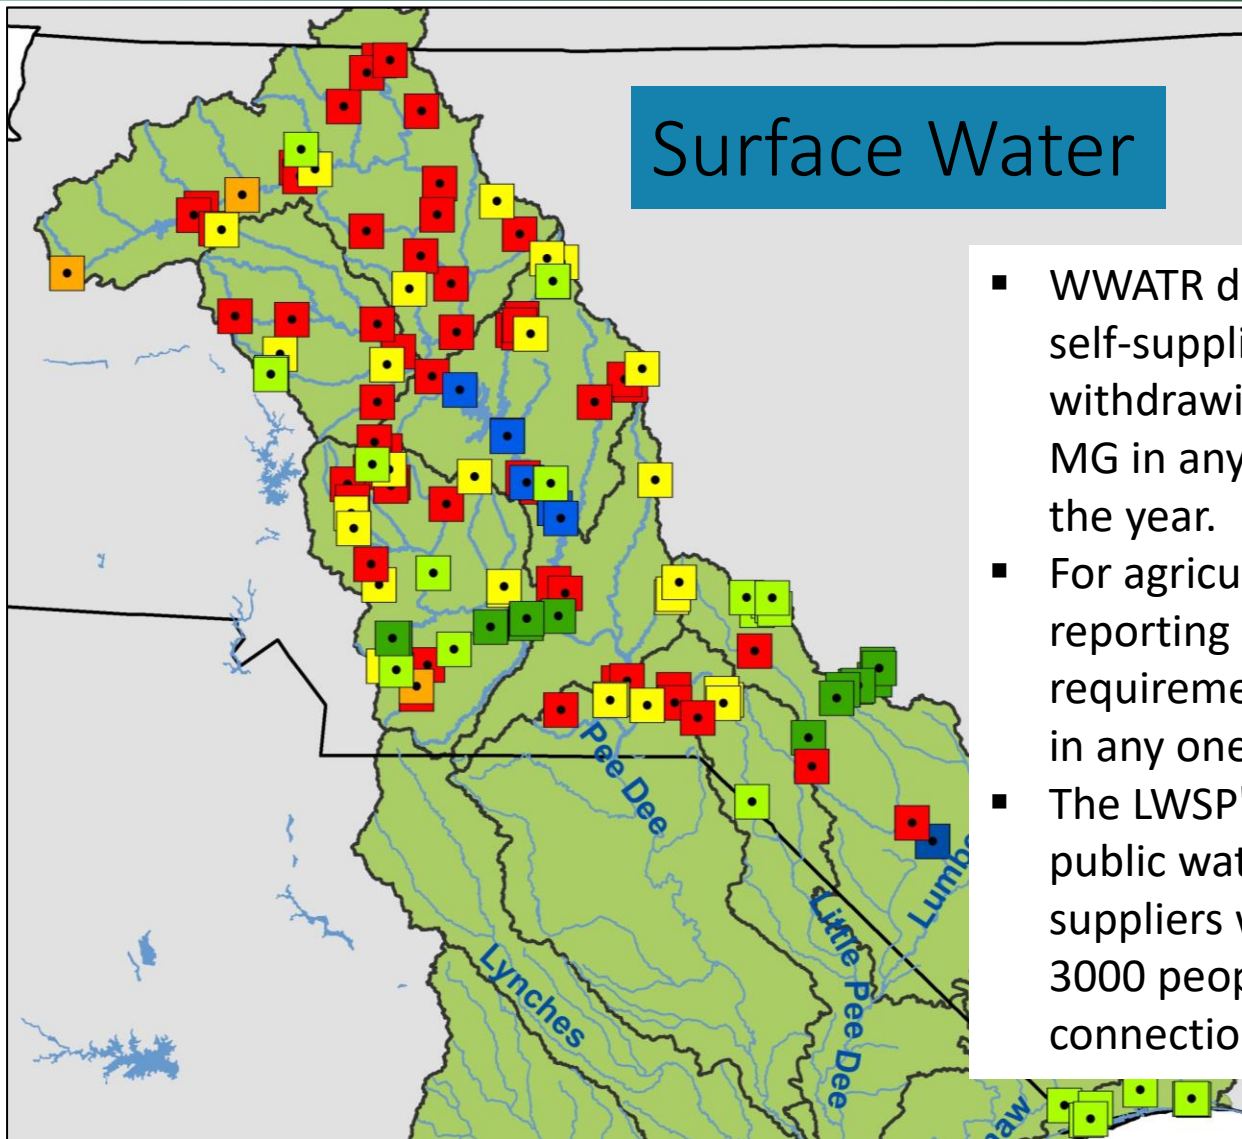 Surface Water
▪ WWATR d
self-suppli
withdrawi
MG in any
the year.
▪ For agricu
reporting
requireme
in any one
▪ The LWSP'
public wat
suppliers v
3000 peop
connectio
Pee Dee
Little Pee Dee
Lumbe
Lynches
naw